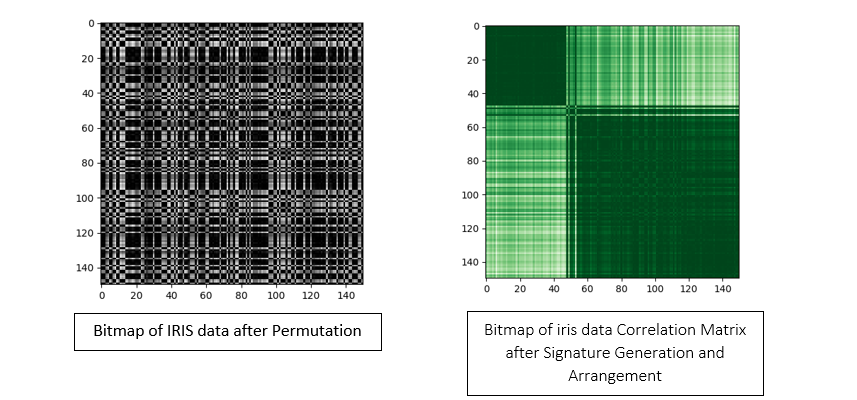 0
20
40
60
80
100
120
140
0 20 40 60 80 100 120 140
Bitmap of IRIS data after Permutation
0
20
40
60
80
100
120
140
0 20 40 60 80 100 120 140
Bitmap of iris data Correlation Matrix
after Signature Generation and
Arrangement